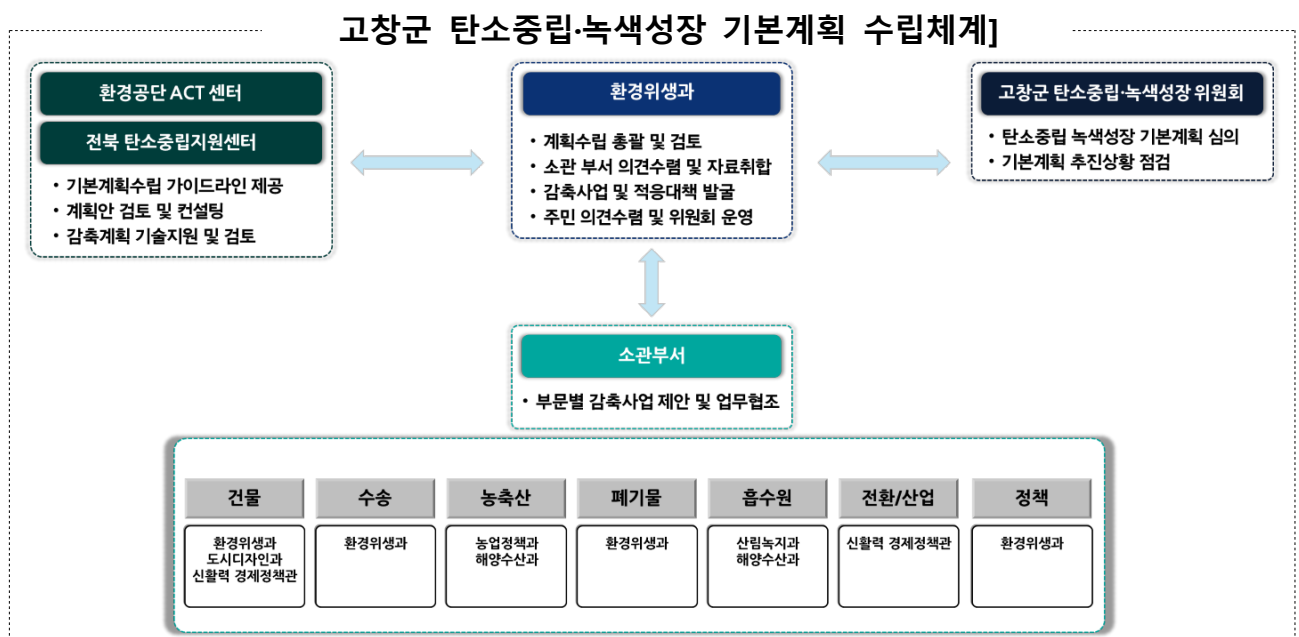 고창군 탄소중립·녹색성장 기본계획 수립체계]
환경공단 ACT 센터
전북 탄소중립지원센터
• 기본계획수립 가이드라인 제공
• 계획안 검토 및 컨설팅
• 감축계획 기술지원 및 검토
환경위생과
• 계획수립 총괄 및 검토
• 소관 부서 의견수렴 및 자료취합
• 감축사업 및 적응대책 발굴
• 주민 의견수렴 및 위원회 운영
고창군 탄소중립·녹색성장 위원회
• 탄소중립 녹색성장 기본계획 심의
• 기본계획 추진상황 점검
소관부서
• 부문별 감축사업 제안 및 업무협조
건물
환경위생과
도시디자인과
신활력 경제정책관
수송
환경위생과
농축산
농업정책과
해양수산과
폐기물
환경위생과
흡수원
산림녹지과
해양수산과
전환/산업
신활력 경제정책관
정책
환경위생과